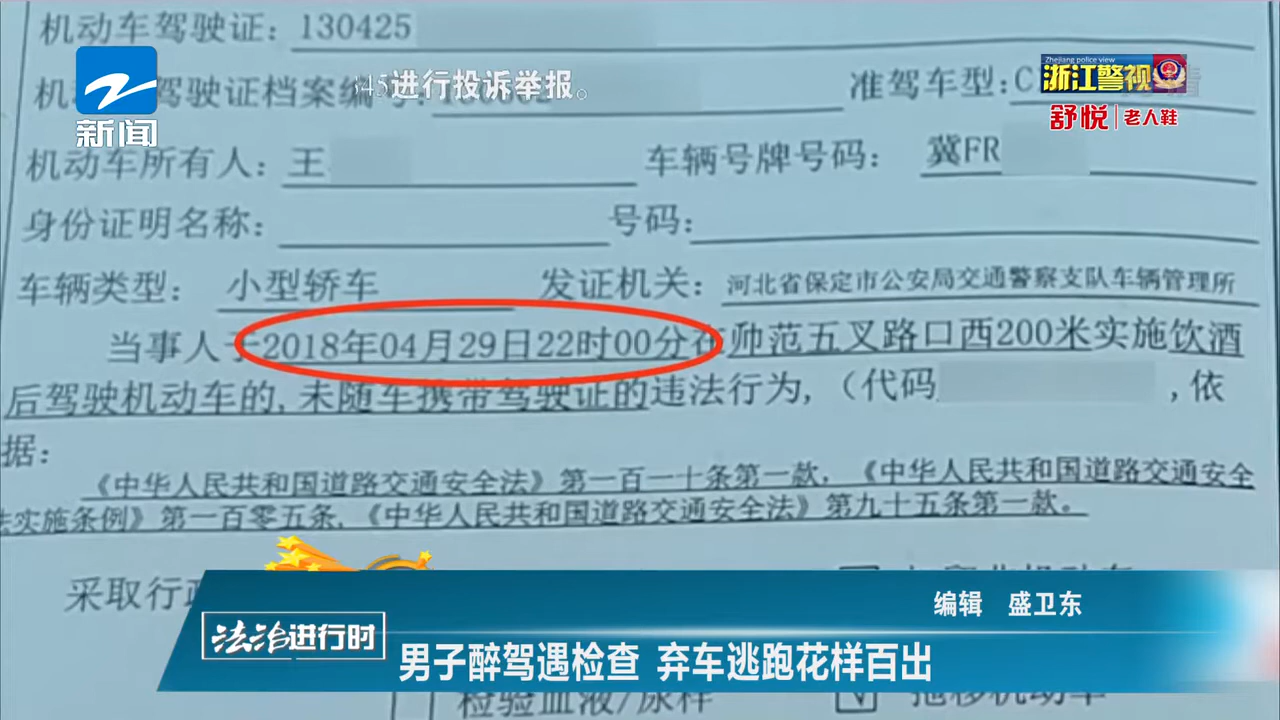 机动车驾驶证：130425
345进行投诉举报。
Zhejiang police view
浙江警视
机 驾驶证档案编
准驾车型:C
新闻
舒悦 老人鞋
机动车所有人：王
车辆号牌号码： 冀FR
身份证明名称：
号码：
车辆类型： 小型轿车
发证机关：河北省保定市公安局交通警察支队车辆管理所
当事人于2018年04月29日22时00分在帅范五叉路口西200米实施饮酒
后驾驶机动车的,未随车携带驾驶证的违法行为,（代码 ,依
据：
《中华人民共和国道路交通安全法》第一百一十条第一款,《中华人民共和国道路交通安全
法实施条例》第一百零五条,《中华人民共和国道路交通安全法》第九十五条第一款。
采取行政
编辑 盛卫东
法治进行时
男子醉驾遇检查 弃车逃跑花样百出
检验血液/尿样
拖移机动车